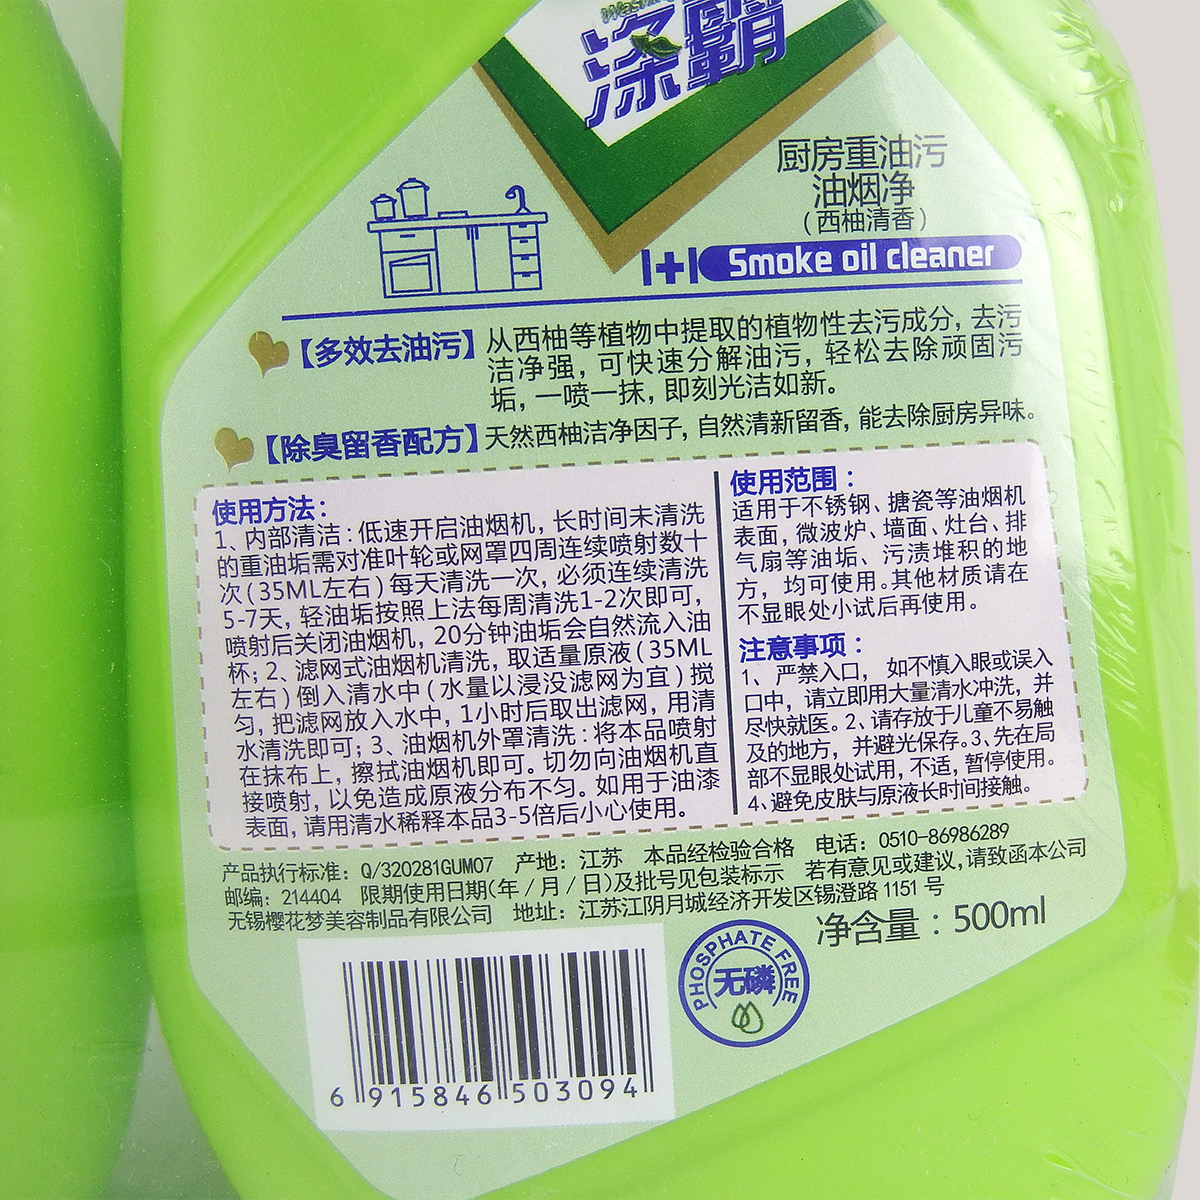 涤霸
厨房重油污
油烟净
(西柚清香)
1+1 Smoke oil cleaner
【多效去油污】从西柚等植物中提取的植物性去污成分，去污
洁净强，可快速分解油污，轻松去除顽固污
垢，一喷一抹，即刻光洁如新。
【除臭留香配方】天然西柚洁净因子，自然清新留香，能去除厨房异味。
使用方法：
1、内部清洁：低速开启油烟机，长时间未清洗
的重油垢需对准叶轮或网罩四周连续喷射数十
次(35ML左右)每天清洗一次，必须连续清洗
5-7天，轻油垢按照上法每周清洗1-2次即可，
喷射后关闭油烟机，20分钟油垢会自然流入油
杯；2、滤网式油烟机清洗，取适量原液(35ML
左右)倒入清水中(水量以浸没滤网为宜)搅
匀，把滤网放入水中，1小时后取出滤网，用清
水清洗即可；3、油烟机外罩清洗：将本品喷射
在抹布上，擦拭油烟机即可。切勿向油烟机直
接喷射，以免造成原液分布不匀。如用于油漆
表面，请用清水稀释本品3-5倍后小心使用。
使用范围：
适用于不锈钢、搪瓷等油烟机
表面，微波炉、墙面、灶台、排
气扇等油垢、污渍堆积的地
方，均可使用。其他材质请在
不显眼处小试后再使用。
注意事项：
1、严禁入口，如不慎入眼或误入
口中，请立即用大量清水冲洗，并
尽快就医。2、请存放于儿童不易触
及的地方，并避光保存。3、先在局
部不显眼处试用，不适，暂停使用。
4、避免皮肤与原液长时间接触。
产品执行标准：Q/320281GUM07 产地：江苏 本品经检验合格 电话：0510-86986289
邮编：214404 限期使用日期(年/月/日)及批号见包装标示 若有意见或建议，请致函本公司
无锡樱花梦美容制品有限公司 地址：江苏江阴月城经济开发区锡澄路1151号
净含量：500ml
PHOSPHATE FREE
无磷
6 915846 503094